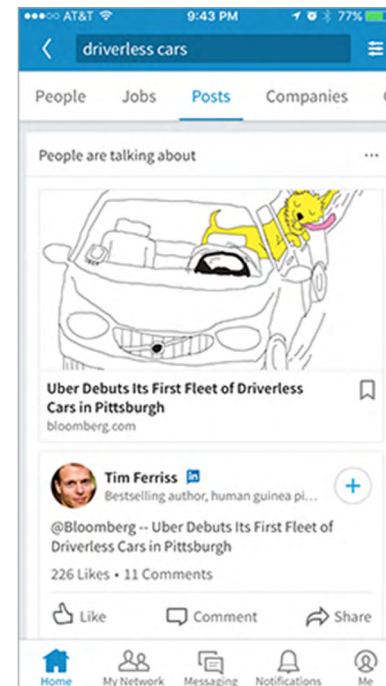 AT&T 9:43 PM 77%
driverless cars
People Jobs Posts Companies
People are talking about
Uber Debuts Its First Fleet of Driverless
Cars in Pittsburgh
bloomberg.com
Tim Ferriss in
Bestselling author, human guinea pi...
@Bloomberg -- Uber Debuts Its First Fleet of
Driverless Cars in Pittsburgh
226 Likes • 11 Comments
Like Comment Share
Home My Network Messaging Notifications Me